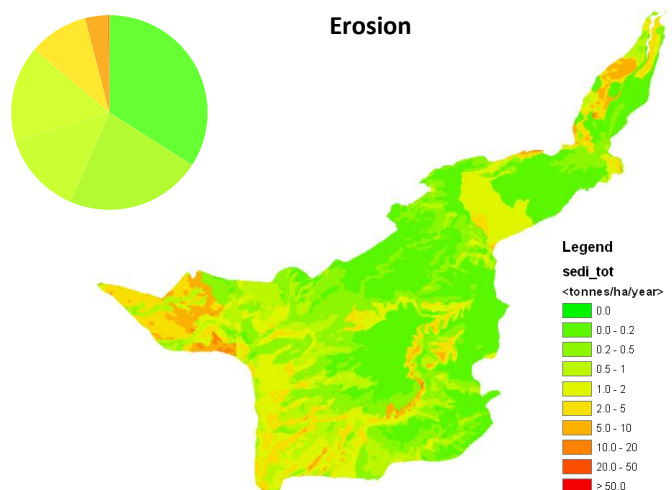 Erosion
Legend
sedi_tot
<tonnes/ha/year>
0.0
0.0 - 0.2
0.2 - 0.5
0.5 - 1
1.0 - 2
2.0 - 5
5.0 - 10
10.0 - 20
20.0 - 50
> 50.0